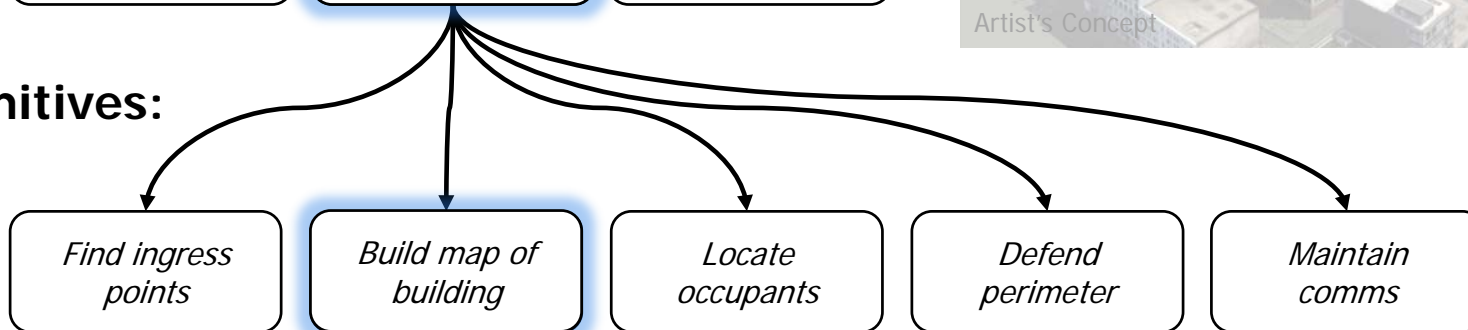 Artist's Concept
nitives:
Find ingress
points
Build map of
building
Locate
occupants
Defend
perimeter
Maintain
comms